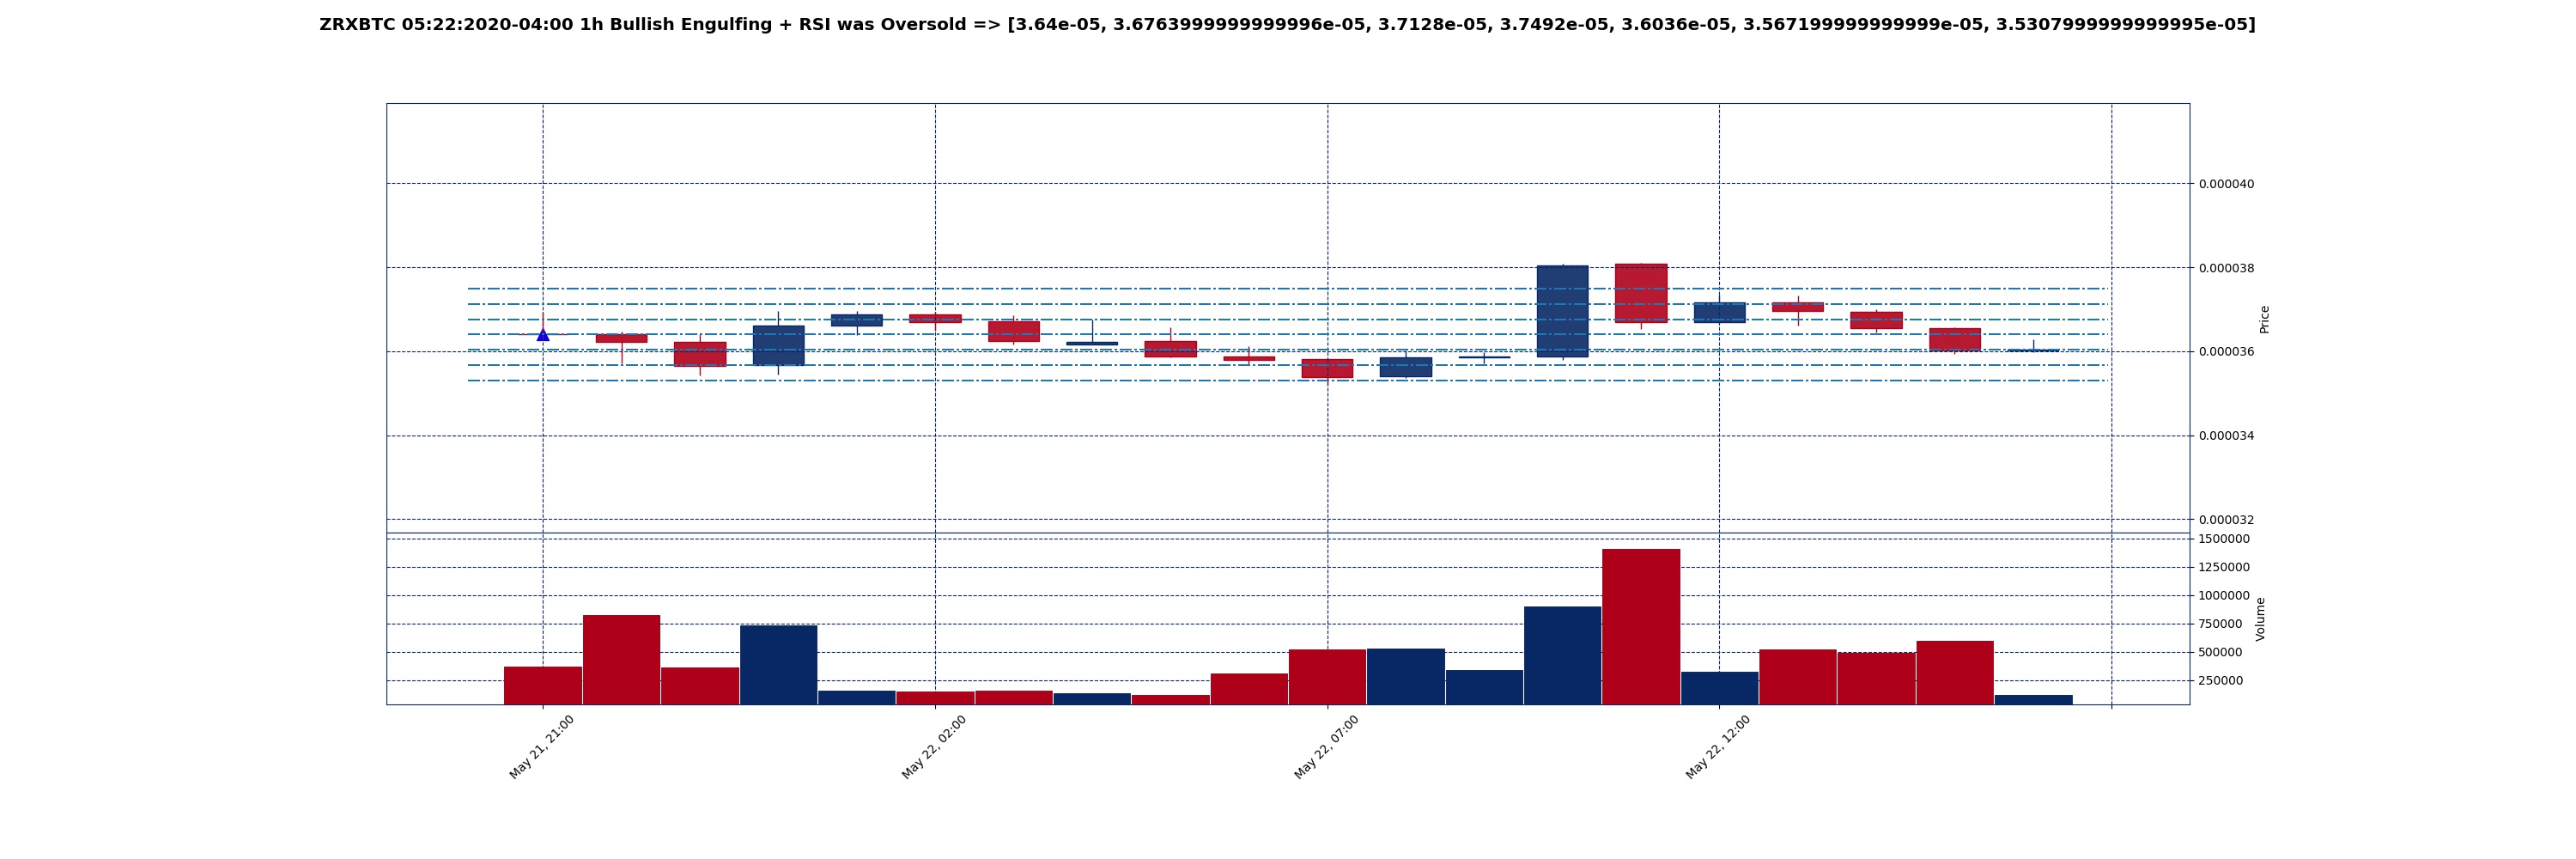 ZRXBTC 05:22:2020-04:00 1h Bullish Engulfing + RSI was Oversold => [3.64e-05, 3.6763999999999996e-05, 3.7128e-05, 3.7492e-05, 3.6036e-05, 3.567199999999999e-05, 3.5307999999999995e-05]
0.000040
0.000038
Price
0.000036
0.000034
0.000032
1500000
1250000
1000000
Volume
750000
500000
250000
May 21, 21:00
May 22, 02:00
May 22, 07:00
May 22, 12:00